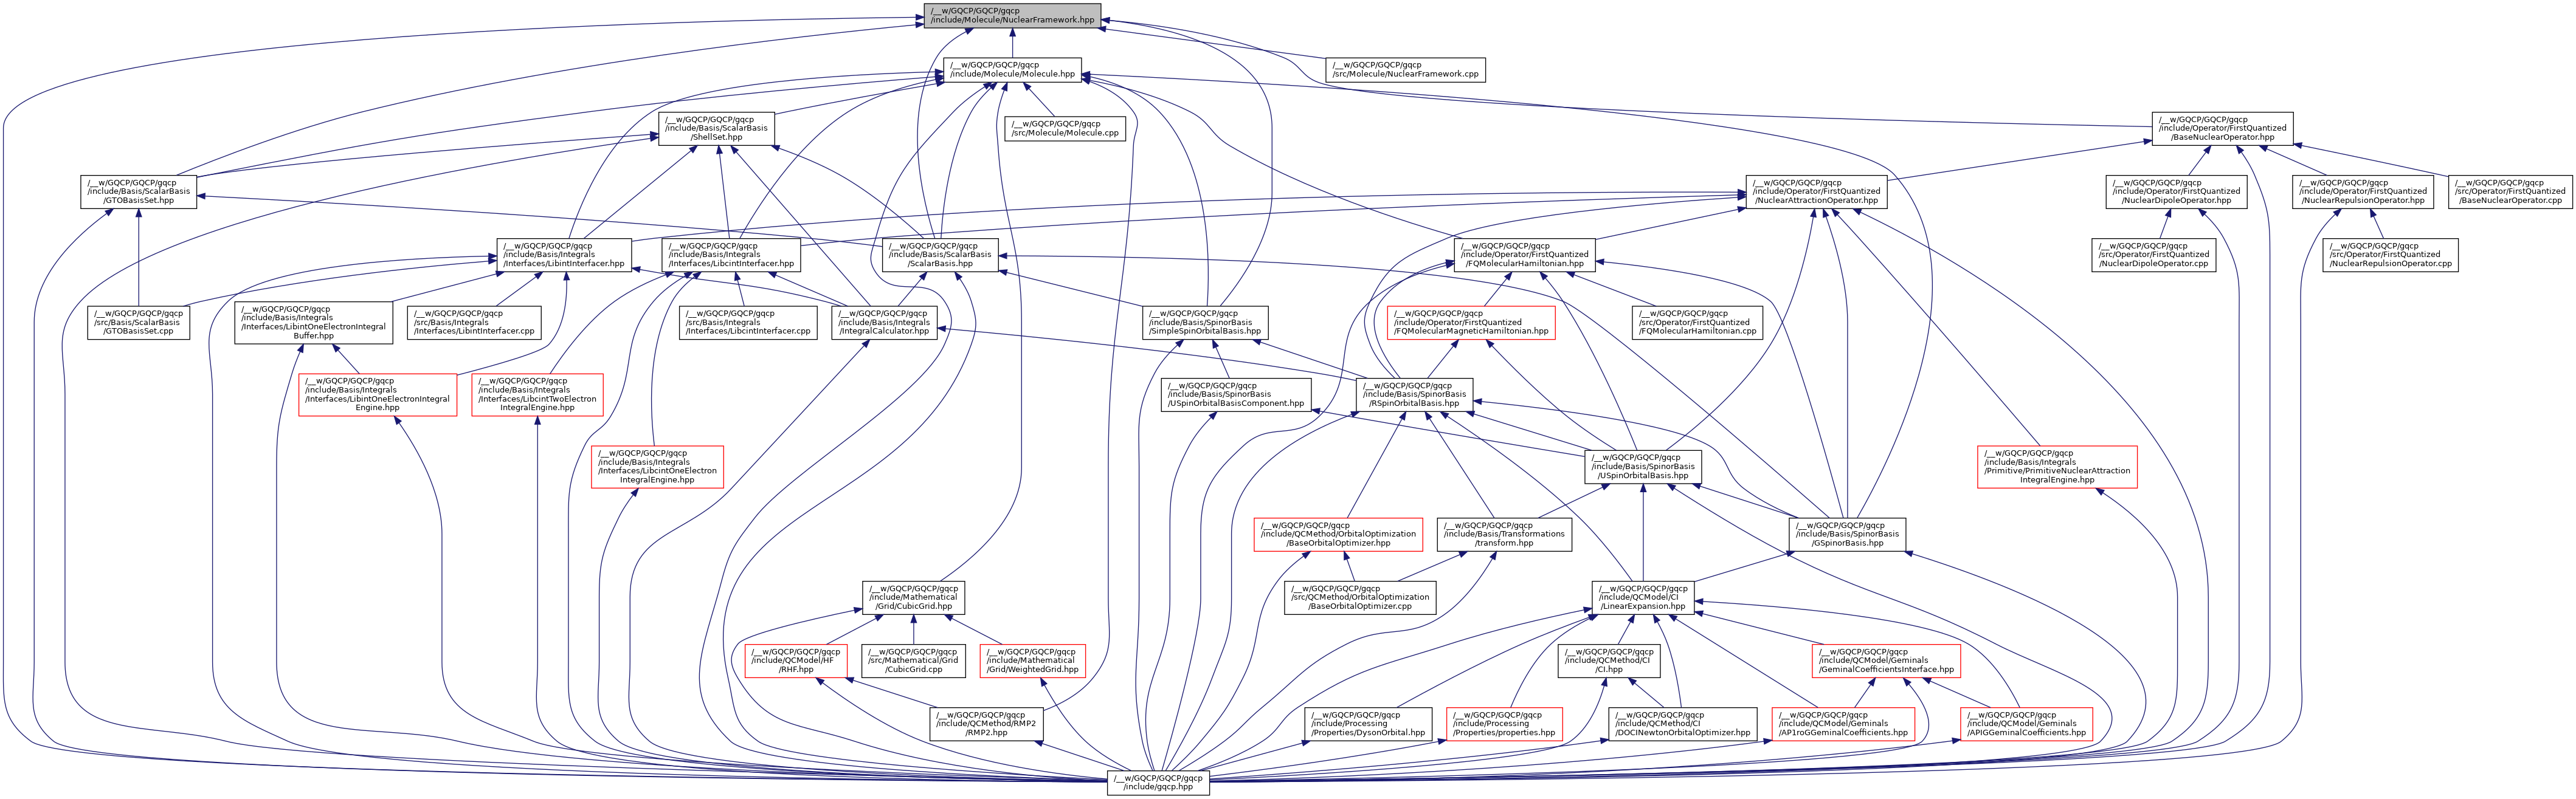 /__w/GQCP/GQCP/gqcp
/include/Molecule/NuclearFramework.hpp
/__w/GQCP/GQCP/gqcp
/include/Molecule/Molecule.hpp
/__w/GQCP/GQCP/gqcp
/src/Molecule/NuclearFramework.cpp
/__w/GQCP/GQCP/gqcp
/include/Basis/ScalarBasis
/ShellSet.hpp
/__w/GQCP/GQCP/gqcp
/src/Molecule/Molecule.cpp
/__w/GQCP/GQCP/gqcp
/include/Operator/FirstQuantized
/BaseNuclearOperator.hpp
/__w/GQCP/GQCP/gqcp
/include/Basis/ScalarBasis
/GTOBasisSet.hpp
/__w/GQCP/GQCP/gqcp
/include/Operator/FirstQuantized
/NuclearAttractionOperator.hpp
/__w/GQCP/GQCP/gqcp
/include/Operator/FirstQuantized
/NuclearDipoleOperator.hpp
/__w/GQCP/GQCP/gqcp
/include/Operator/FirstQuantized
/NuclearRepulsionOperator.hpp
/__w/GQCP/GQCP/gqcp
/src/Operator/FirstQuantized
/BaseNuclearOperator.cpp
/__w/GQCP/GQCP/gqcp
/include/Basis/Integrals
/Interfaces/LibintInterfacer.hpp
/__w/GQCP/GQCP/gqcp
/include/Basis/Integrals
/Interfaces/LibcintInterfacer.hpp
/__w/GQCP/GQCP/gqcp
/include/Basis/ScalarBasis
/ScalarBasis.hpp
/__w/GQCP/GQCP/gqcp
/include/Operator/FirstQuantized
/FQMolecularHamiltonian.hpp
/__w/GQCP/GQCP/gqcp
/src/Operator/FirstQuantized
/NuclearDipoleOperator.cpp
/__w/GQCP/GQCP/gqcp
/src/Operator/FirstQuantized
/NuclearRepulsionOperator.cpp
/__w/GQCP/GQCP/gqcp
/src/Basis/ScalarBasis
/GTOBasisSet.cpp
/__w/GQCP/GQCP/gqcp
/include/Basis/Integrals
/Interfaces/LibintOneElectronIntegral
Buffer.hpp
/__w/GQCP/GQCP/gqcp
/src/Basis/Integrals
/Interfaces/LibintInterfacer.cpp
/__w/GQCP/GQCP/gqcp
/src/Basis/Integrals
/Interfaces/LibcintInterfacer.cpp
/__w/GQCP/GQCP/gqcp
/include/Basis/Integrals
/IntegralCalculator.hpp
/__w/GQCP/GQCP/gqcp
/include/Basis/SpinorBasis
/SimpleSpinOrbitalBasis.hpp
/__w/GQCP/GQCP/gqcp
/include/Operator/FirstQuantized
/FQMolecularMagneticHamiltonian.hpp
/__w/GQCP/GQCP/gqcp
/src/Operator/FirstQuantized
/FQMolecularHamiltonian.cpp
/__w/GQCP/GQCP/gqcp
/include/Basis/Integrals
/Interfaces/LibintOneElectronIntegral
Engine.hpp
/__w/GQCP/GQCP/gqcp
/include/Basis/Integrals
/Interfaces/LibcintTwoElectron
IntegralEngine.hpp
/__w/GQCP/GQCP/gqcp
/include/Basis/SpinorBasis
/USpinOrbitalBasisComponent.hpp
/__w/GQCP/GQCP/gqcp
/include/Basis/SpinorBasis
/RSpinOrbitalBasis.hpp
/__w/GQCP/GQCP/gqcp
/include/Basis/Integrals
/Interfaces/LibcintOneElectron
IntegralEngine.hpp
/__w/GQCP/GQCP/gqcp
/include/Basis/SpinorBasis
/USpinOrbitalBasis.hpp
/__w/GQCP/GQCP/gqcp
/include/Basis/Integrals
/Primitive/PrimitiveNuclearAttraction
IntegralEngine.hpp
/__w/GQCP/GQCP/gqcp
/include/QCMethod/OrbitalOptimization
/BaseOrbitalOptimizer.hpp
/__w/GQCP/GQCP/gqcp
/include/Basis/Transformations
/transform.hpp
/__w/GQCP/GQCP/gqcp
/include/Basis/SpinorBasis
/GSpinorBasis.hpp
/__w/GQCP/GQCP/gqcp
/include/Mathematical
/Grid/CubicGrid.hpp
/__w/GQCP/GQCP/gqcp
/src/QCMethod/OrbitalOptimization
/BaseOrbitalOptimizer.cpp
/__w/GQCP/GQCP/gqcp
/include/QCModel/CI
/LinearExpansion.hpp
/__w/GQCP/GQCP/gqcp
/include/QCModel/HF
/RHF.hpp
/__w/GQCP/GQCP/gqcp
/src/Mathematical/Grid
/CubicGrid.cpp
/__w/GQCP/GQCP/gqcp
/include/Mathematical
/Grid/WeightedGrid.hpp
/__w/GQCP/GQCP/gqcp
/include/QCMethod/CI
/CI.hpp
/__w/GQCP/GQCP/gqcp
/include/QCModel/Geminals
/GeminalCoefficientsInterface.hpp
/__w/GQCP/GQCP/gqcp
/include/QCMethod/RMP2
/RMP2.hpp
/__w/GQCP/GQCP/gqcp
/include/Processing
/Properties/DysonOrbital.hpp
/__w/GQCP/GQCP/gqcp
/include/Processing
/Properties/properties.hpp
/__w/GQCP/GQCP/gqcp
/include/QCMethod/CI
/DOCINewtonOrbitalOptimizer.hpp
/__w/GQCP/GQCP/gqcp
/include/QCModel/Geminals
/AP1roGGeminalCoefficients.hpp
/__w/GQCP/GQCP/gqcp
/include/QCModel/Geminals
/APIGGeminalCoefficients.hpp
/__w/GQCP/GQCP/gqcp
/include/gqcp.hpp